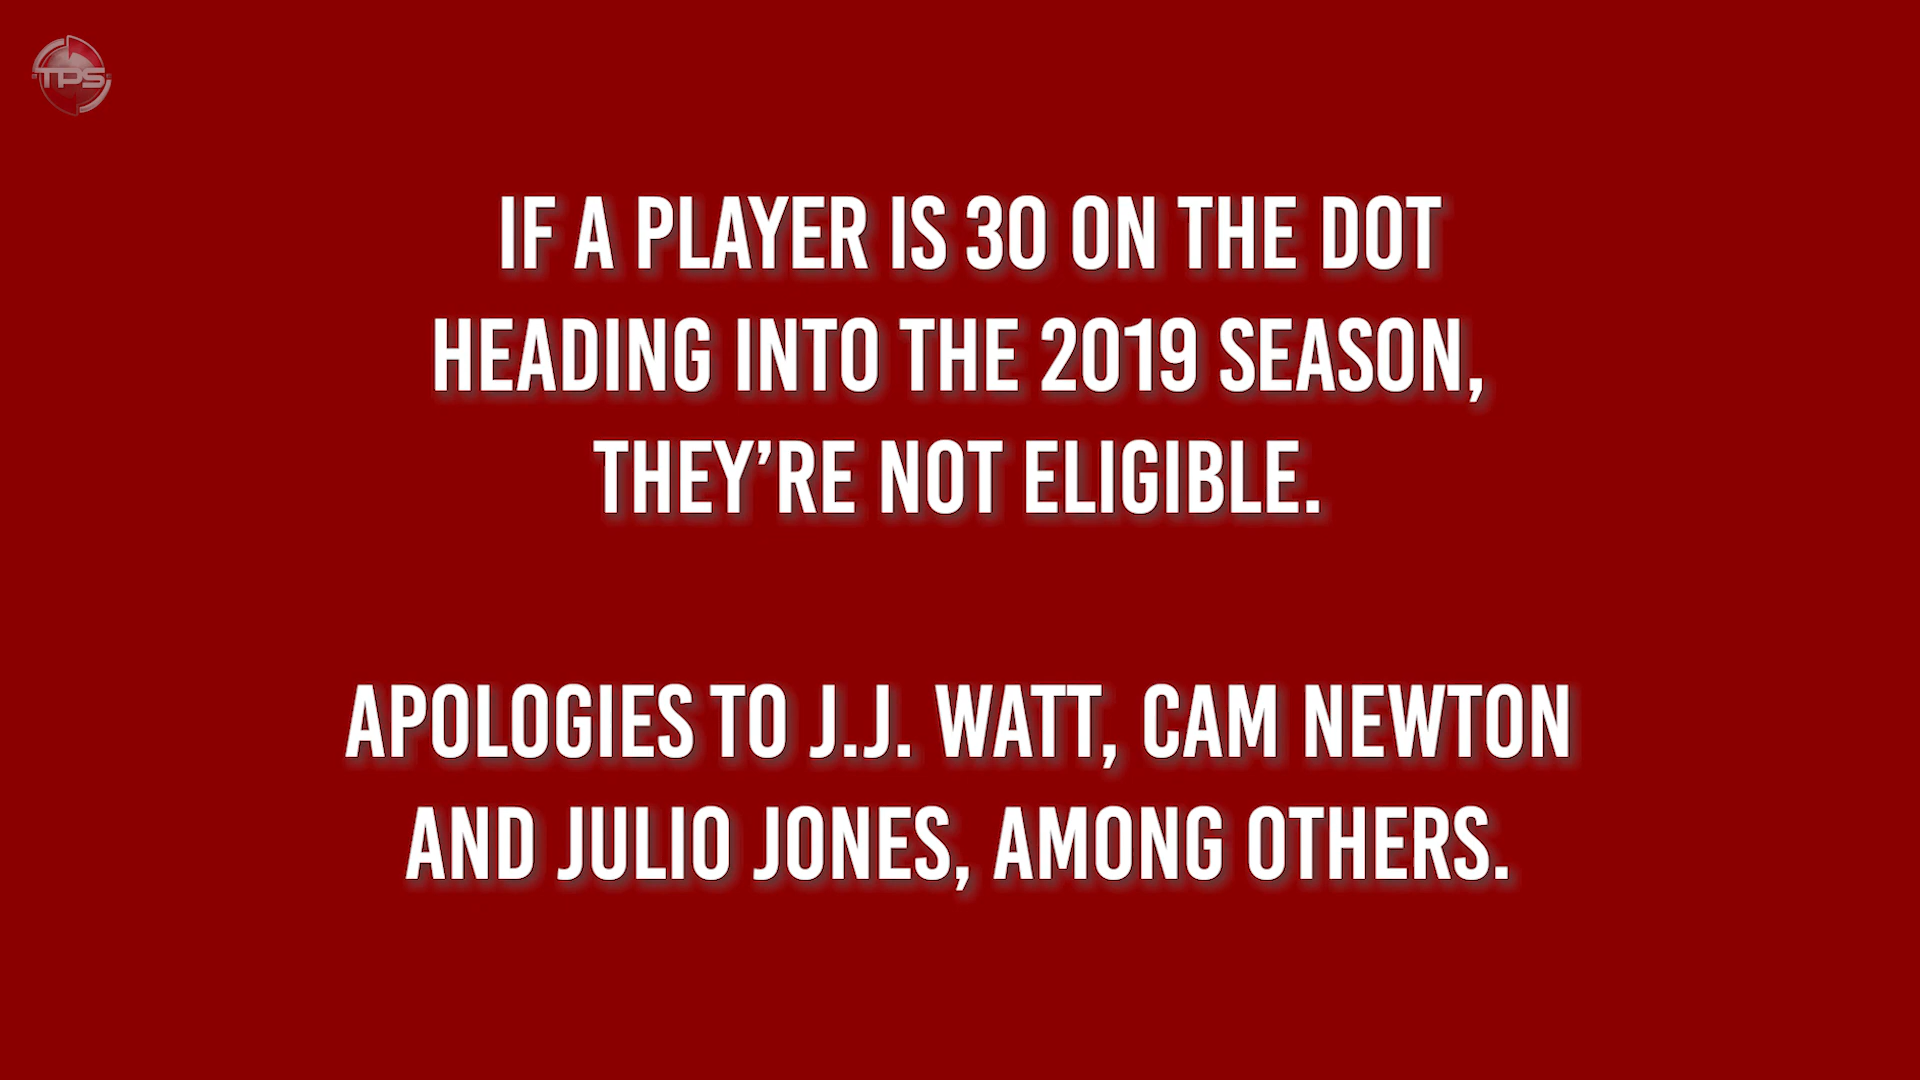 TPS
IF A PLAYER IS 30 ON THE DOT
HEADING INTO THE 2019 SEASON,
THEY'RE NOT ELIGIBLE.
APOLOGIES TO J.J. WATT, CAM NEWTON
AND JULIO JONES, AMONG OTHERS.